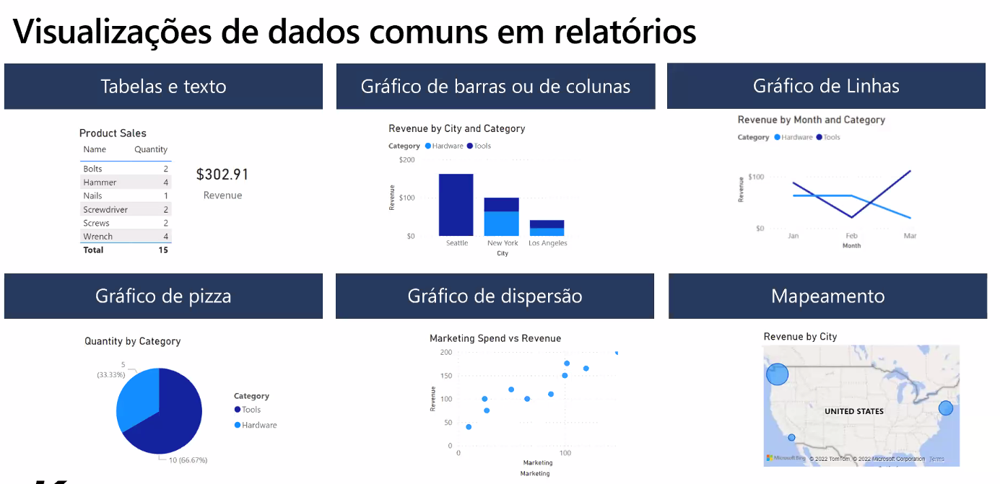 Visualizações de dados comuns em relatórios
Tabelas e texto
Product Sales
Name Quantity
Bolts 2
Hammer 4
Nails 1
Screwdriver 2
Screws 2
Wrench 4
Total 15
$302.91
Revenue
Gráfico de barras ou de colunas
Revenue by City and Category
Category Hardware Tools
$200
$100
$0
Revenue
Seattle New York Los Angeles
City
Gráfico de Linhas
Revenue by Month and Category
Category Hardware Tools
$100
$0
Revenue
Jan Feb Mar
Month
Gráfico de pizza
Quantity by Category
5
(33.33%)
10 (66.67%)
Category
Tools
Hardware
Gráfico de dispersão
Marketing Spend vs Revenue
200
150
100
50
0
Revenue
0 100
Marketing
Marketing
Mapeamento
Revenue by City
UNITED STATES
Microsoft Bing © 2022 TomTom, © 2022 Microsoft Corporation Terms